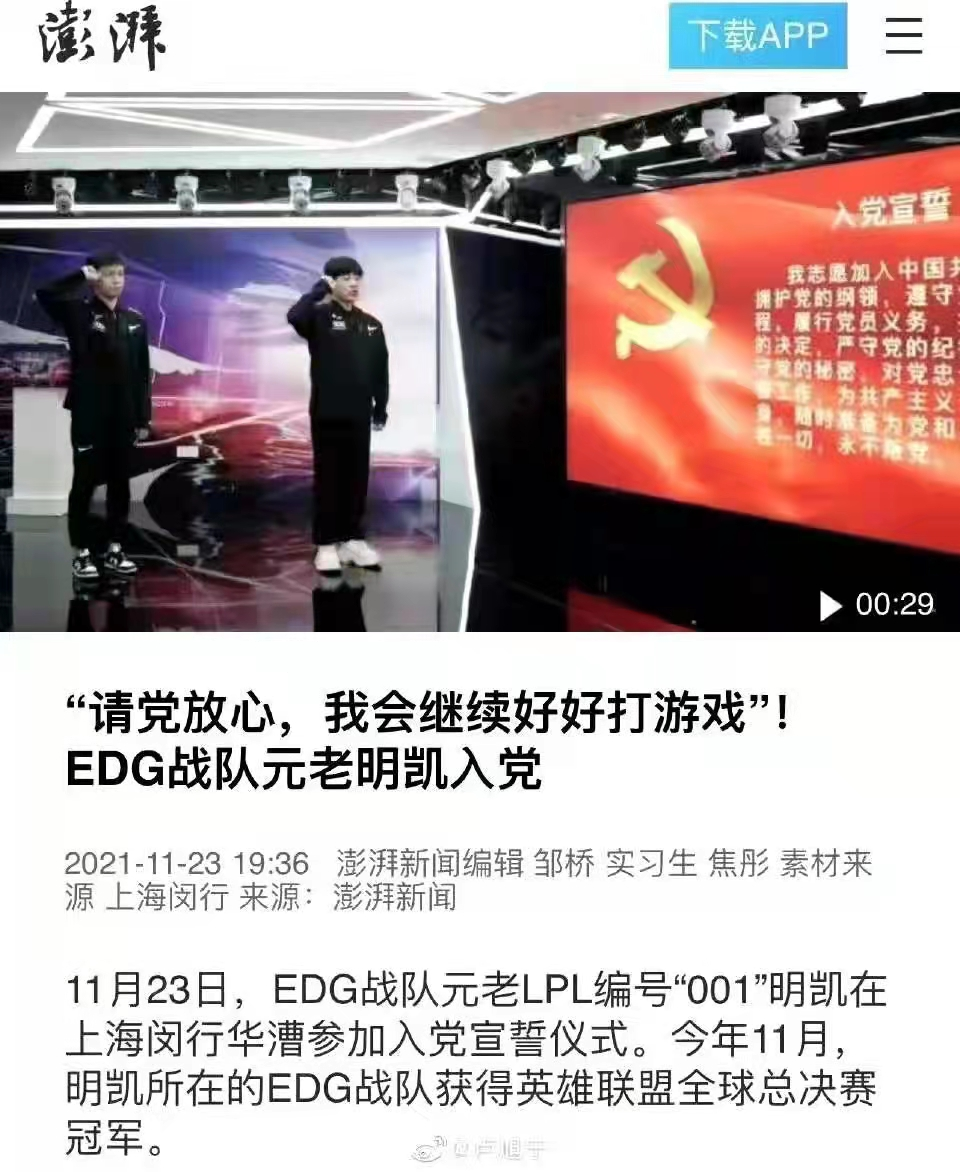 澎湃
下载APP
入党宣誓
我志愿加入中国共
拥护党的纲领，遵守
程，履行党员义务，
的决定，严守党的纪
守党的秘密，对党忠
工作，为共产主义
随时准备为党和
一切，永不
00:29
“请党放心，我会继续好好打游戏”！
EDG战队元老明凯入党
2021-11-23 19:36 澎湃新闻编辑 邹桥 实习生 焦彤 素材来
源 上海闵行 来源：澎湃新闻
11月23日，EDG战队元老LPL编号“001”明凯在
上海闵行华漕参加入党宣誓仪式。今年11月，
明凯所在的EDG战队获得英雄联盟全球总决赛
冠军。